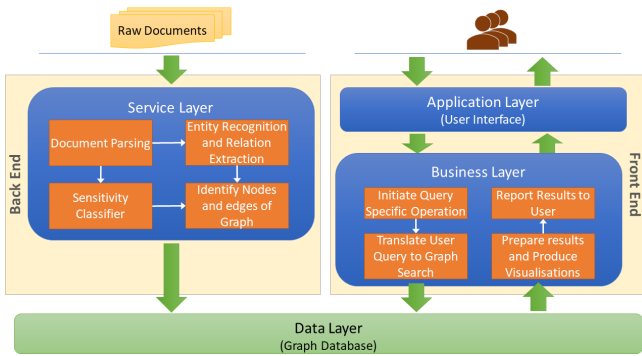 Raw Documents
Back End
Service Layer
Document Parsing
Entity Recognition
and Relation
Extraction
Sensitivity
Classifier
Identify Nodes
and edges of
Graph
Application Layer
(User Interface)
Front End
Business Layer
Initiate Query
Specific Operation
Report Results to
User
Translate User
Query to Graph
Search
Prepare results
and Produce
Visualisations
Data Layer
(Graph Database)